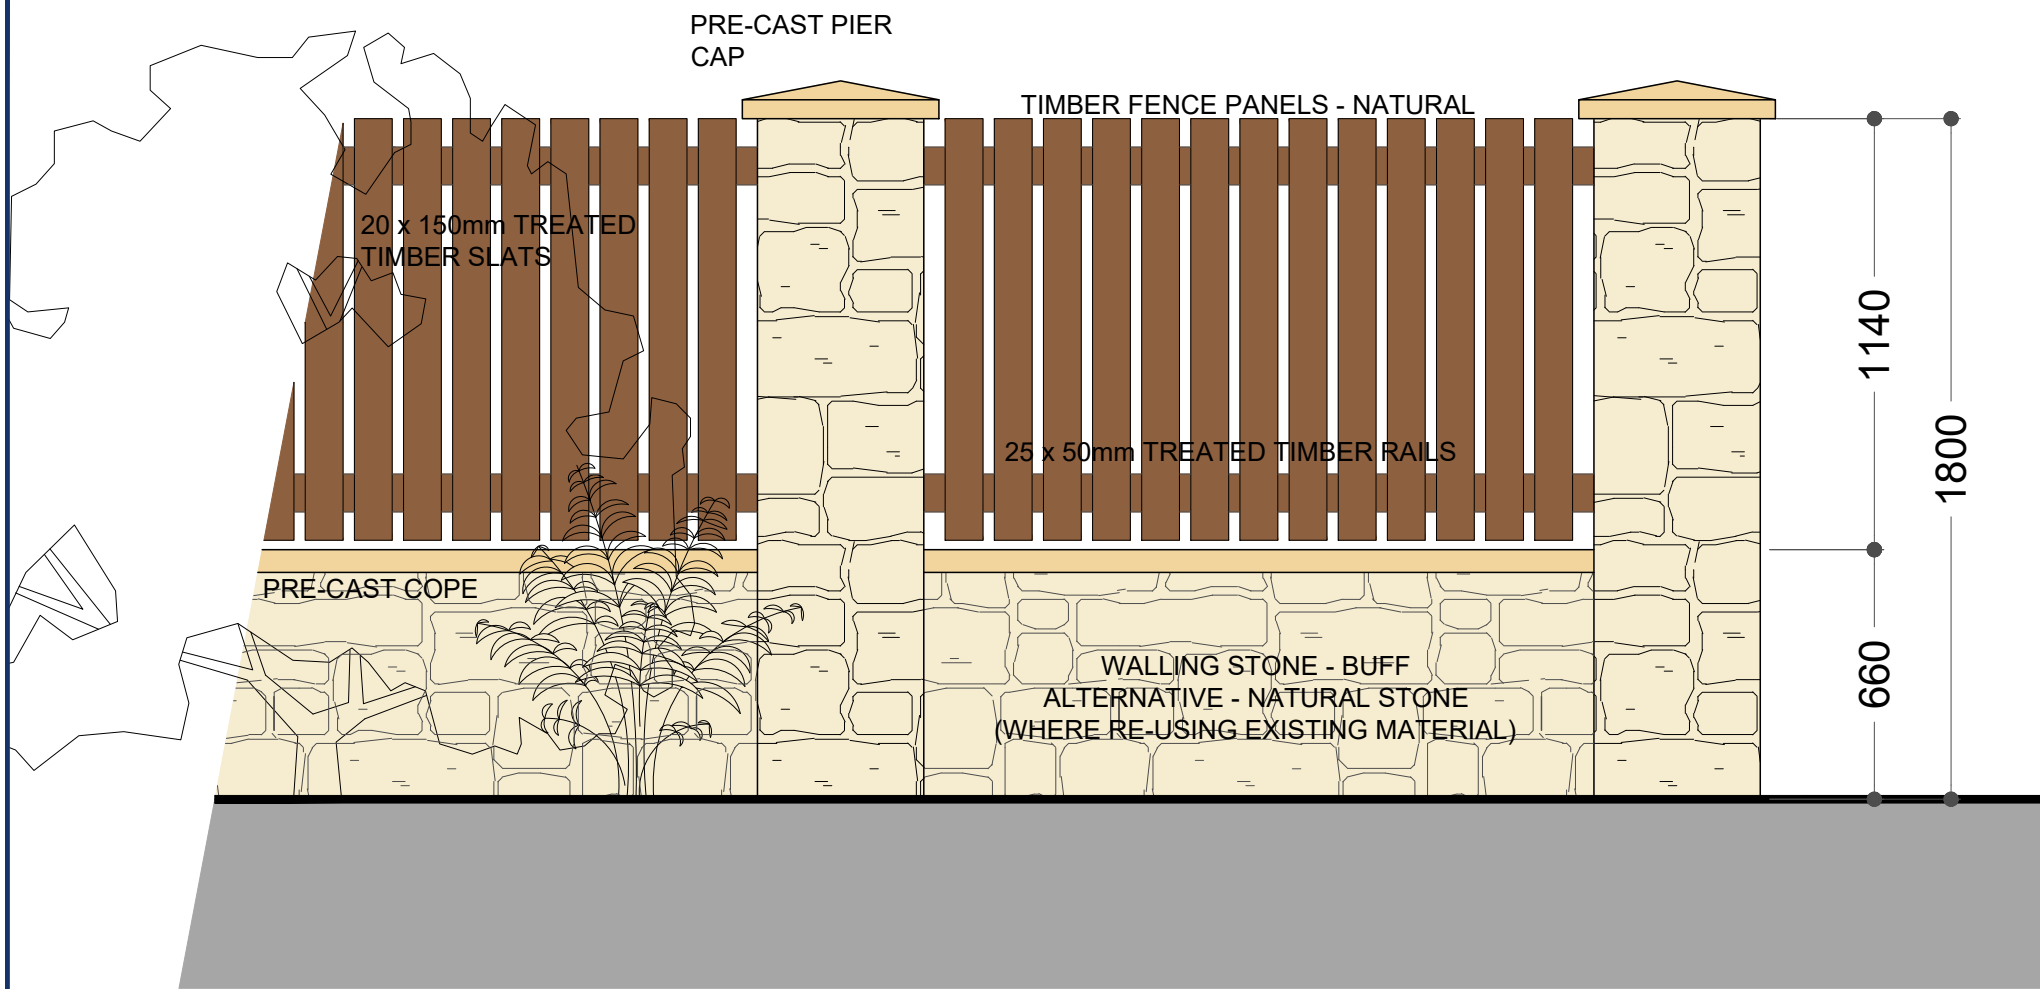 PRE-CAST PIER
CAP
TIMBER FENCE PANELS - NATURAL
20 x 150mm TREATED
TIMBER SLATS
1140
1800
25 x 50mm TREATED TIMBER RAILS
PRE-CAST COPE
WALLING STONE - BUFF
ALTERNATIVE - NATURAL STONE
(WHERE RE-USING EXISTING MATERIAL)
660